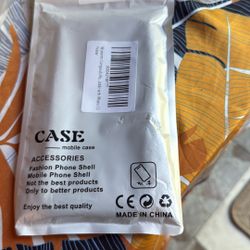 CASE
mobile case
ACCESSORIES
Fashion Phone Shell
Mobile Phone Shell
Not the best products
Only to better products
Enjoy the best quality
CE
MADE IN CHINA